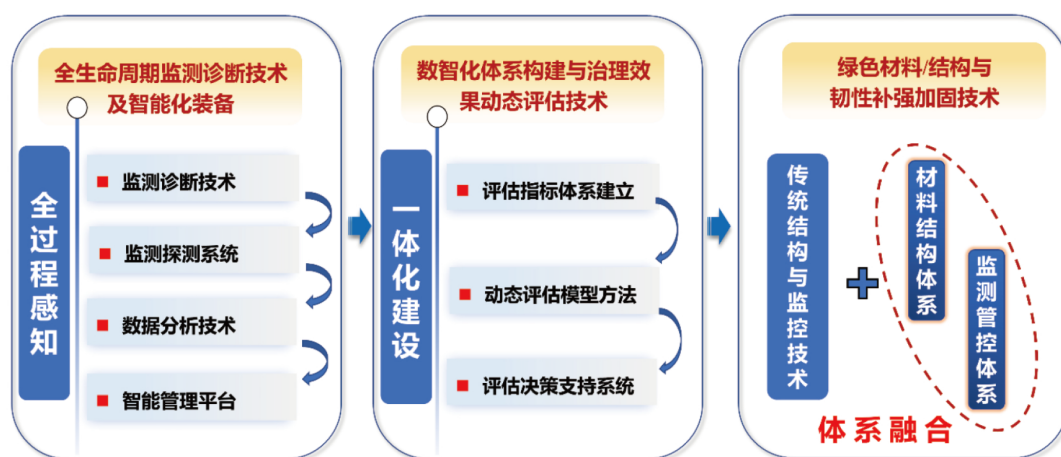 全生命周期监测诊断技术
及智能化装备
全过程感知
监测诊断技术
监测探测系统
数据分析技术
智能管理平台
数智化体系构建与治理效
果动态评估技术
一体化建设
评估指标体系建立
动态评估模型方法
评估决策支持系统
绿色材料/结构与
韧性补强加固技术
传统结构与监控技术
材料结构体系
监测管控体系
体系融合